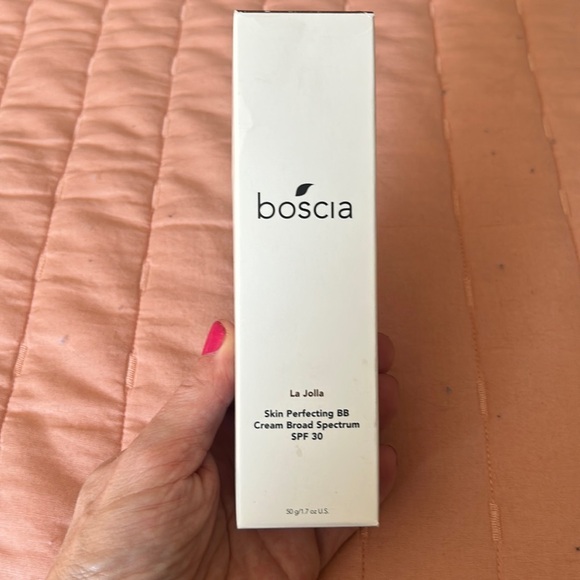 boscia
La Jolla
Skin Perfecting BB
Cream Broad Spectrum
SPF 30
50 g/1.7 oz U.S.